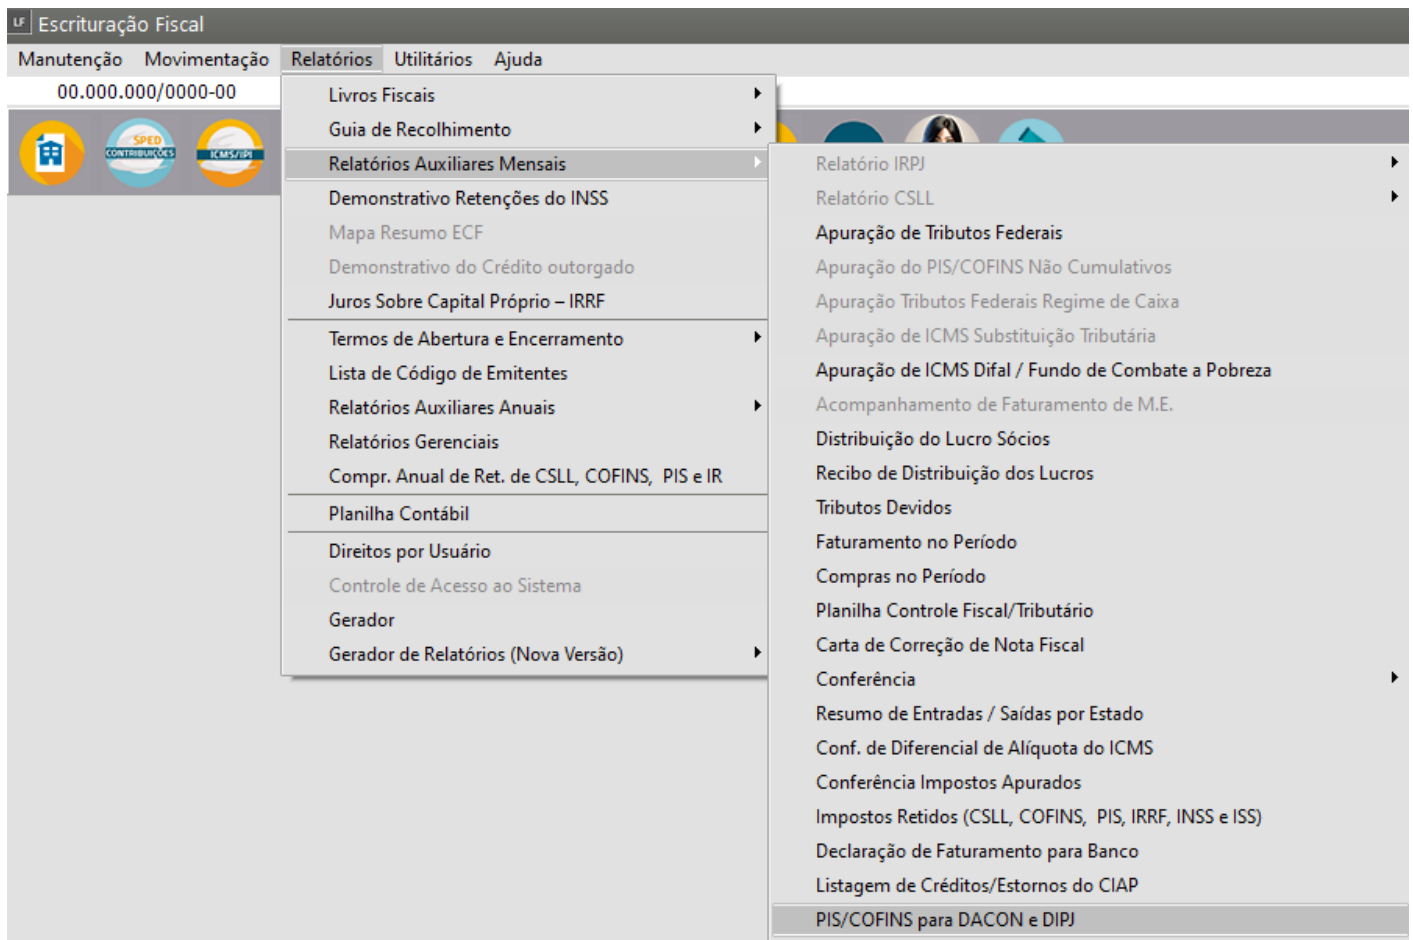 LF Escrituração Fiscal
Manutenção Movimentação Relatórios Utilitários Ajuda
00.000.000/0000-00
SPED
CONTRIBUIÇÕES
ICMS/IPI
Livros Fiscais
Guia de Recolhimento
Relatórios Auxiliares Mensais
Demonstrativo Retenções do INSS
Mapa Resumo ECF
Demonstrativo do Crédito outorgado
Juros Sobre Capital Próprio – IRRF
Termos de Abertura e Encerramento
Lista de Código de Emitentes
Relatórios Auxiliares Anuais
Relatórios Gerenciais
Compr. Anual de Ret. de CSLL, COFINS, PIS e IR
Planilha Contábil
Direitos por Usuário
Controle de Acesso ao Sistema
Gerador
Gerador de Relatórios (Nova Versão)
Relatório IRPJ
Relatório CSLL
Apuração de Tributos Federais
Apuração do PIS/COFINS Não Cumulativos
Apuração Tributos Federais Regime de Caixa
Apuração de ICMS Substituição Tributária
Apuração de ICMS Difal / Fundo de Combate a Pobreza
Acompanhamento de Faturamento de M.E.
Distribuição do Lucro Sócios
Recibo de Distribuição dos Lucros
Tributos Devidos
Faturamento no Período
Compras no Período
Planilha Controle Fiscal/Tributário
Carta de Correção de Nota Fiscal
Conferência
Resumo de Entradas / Saídas por Estado
Conf. de Diferencial de Alíquota do ICMS
Conferência Impostos Apurados
Impostos Retidos (CSLL, COFINS, PIS, IRRF, INSS e ISS)
Declaração de Faturamento para Banco
Listagem de Créditos/Estornos do CIAP
PIS/COFINS para DACON e DIPJ